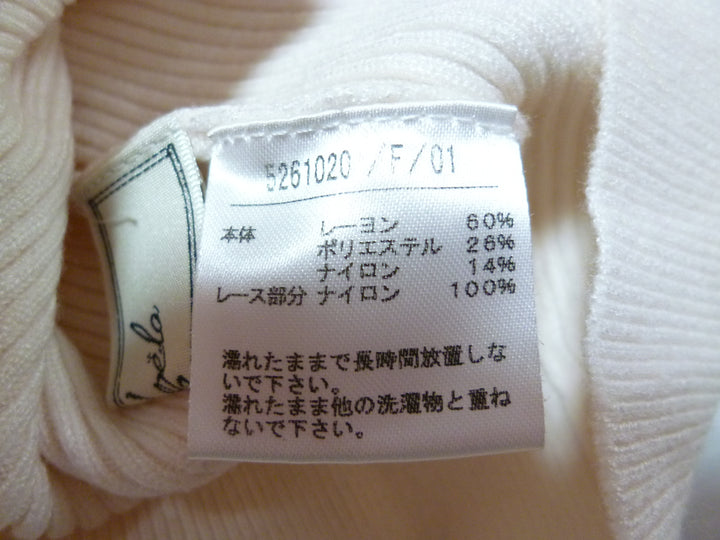 5261020 /F/01
本体 レーヨン 60%
ポリエステル 26%
ナイロン 14%
レース部分 ナイロン 100%
濡れたままで長時間放置しな
いで下さい。
濡れたまま他の洗濯物と重ね
ないで下さい。